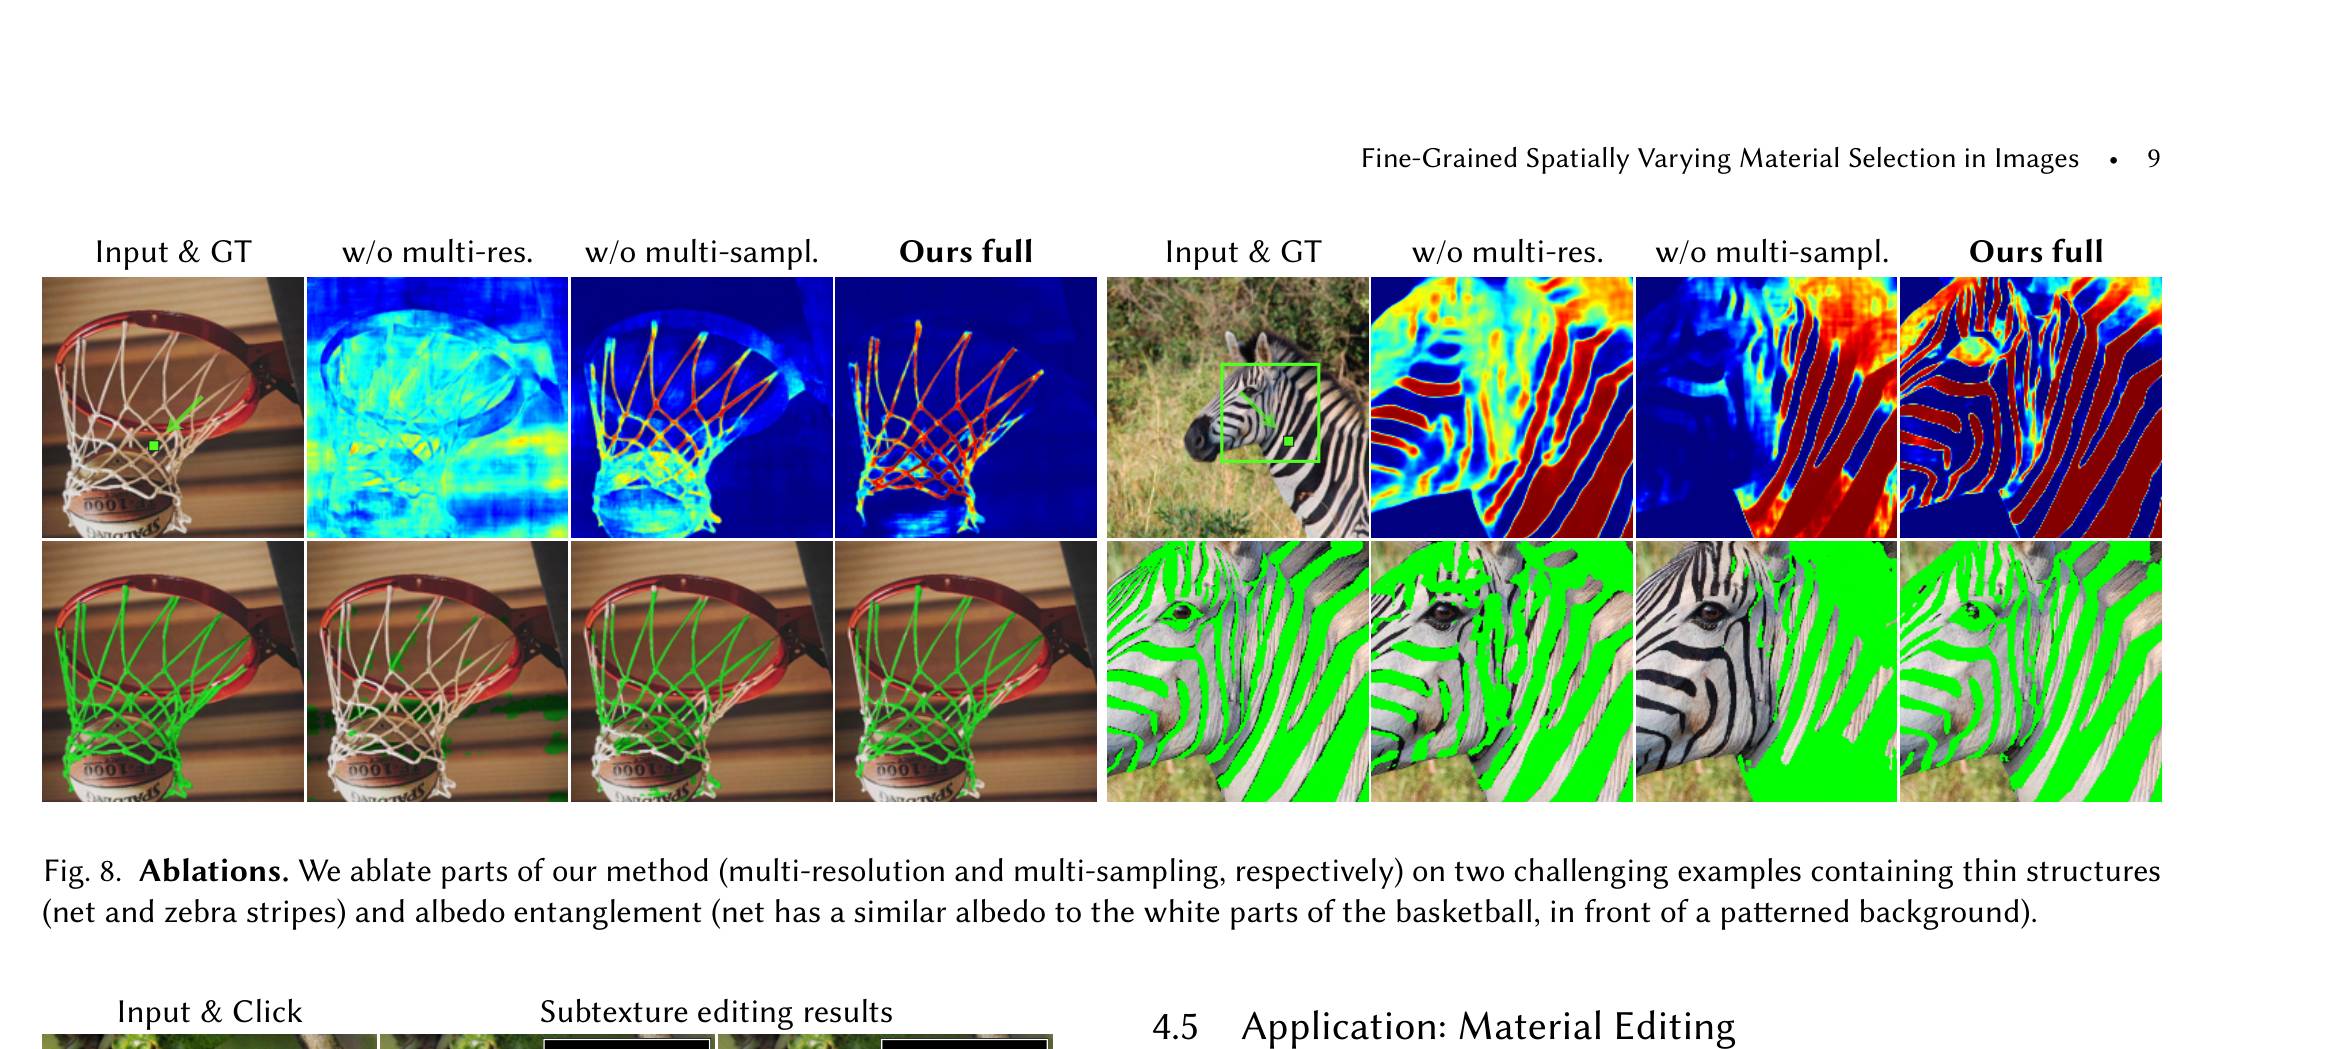 Fine-Grained Spatially Varying Material Selection in Images • 9
Input & GT w/o multi-res. w/o multi-sampl. Ours full Input & GT w/o multi-res. w/o multi-sampl. Ours full
Fig. 8. Ablations. We ablate parts of our method (multi-resolution and multi-sampling, respectively) on two challenging examples containing thin structures
(net and zebra stripes) and albedo entanglement (net has a similar albedo to the white parts of the basketball, in front of a patterned background).
Input & Click Subtexture editing results
4.5 Application: Material Editing